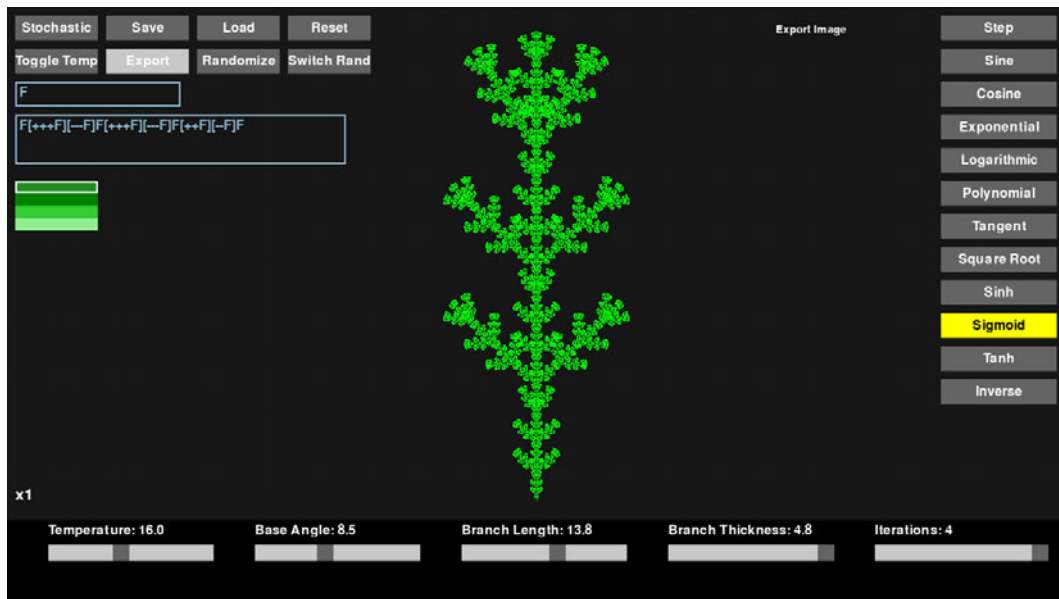 Stochastic Save Load Reset
Toggle Temp Export Randomize Switch Rand
F
F[+++F][---F]F[+++F][---F]F[++F][--F]F
Export Image
Step
Sine
Cosine
Exponential
Logarithmic
Polynomial
Tangent
Square Root
Sinh
Sigmoid
Tanh
Inverse
x1
Temperature: 16.0 Base Angle: 8.5 Branch Length: 13.8 Branch Thickness: 4.8 Iterations: 4